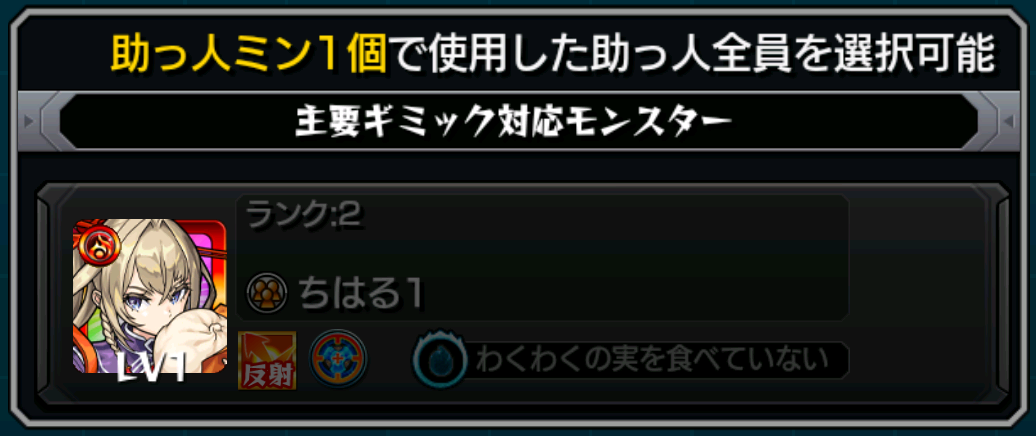 助っ人ミン1個で使用した助っ人全員を選択可能
主要ギミック対応モンスター
ランク:2
ちはる1
LV1
反射
わくわくの実を食べていない